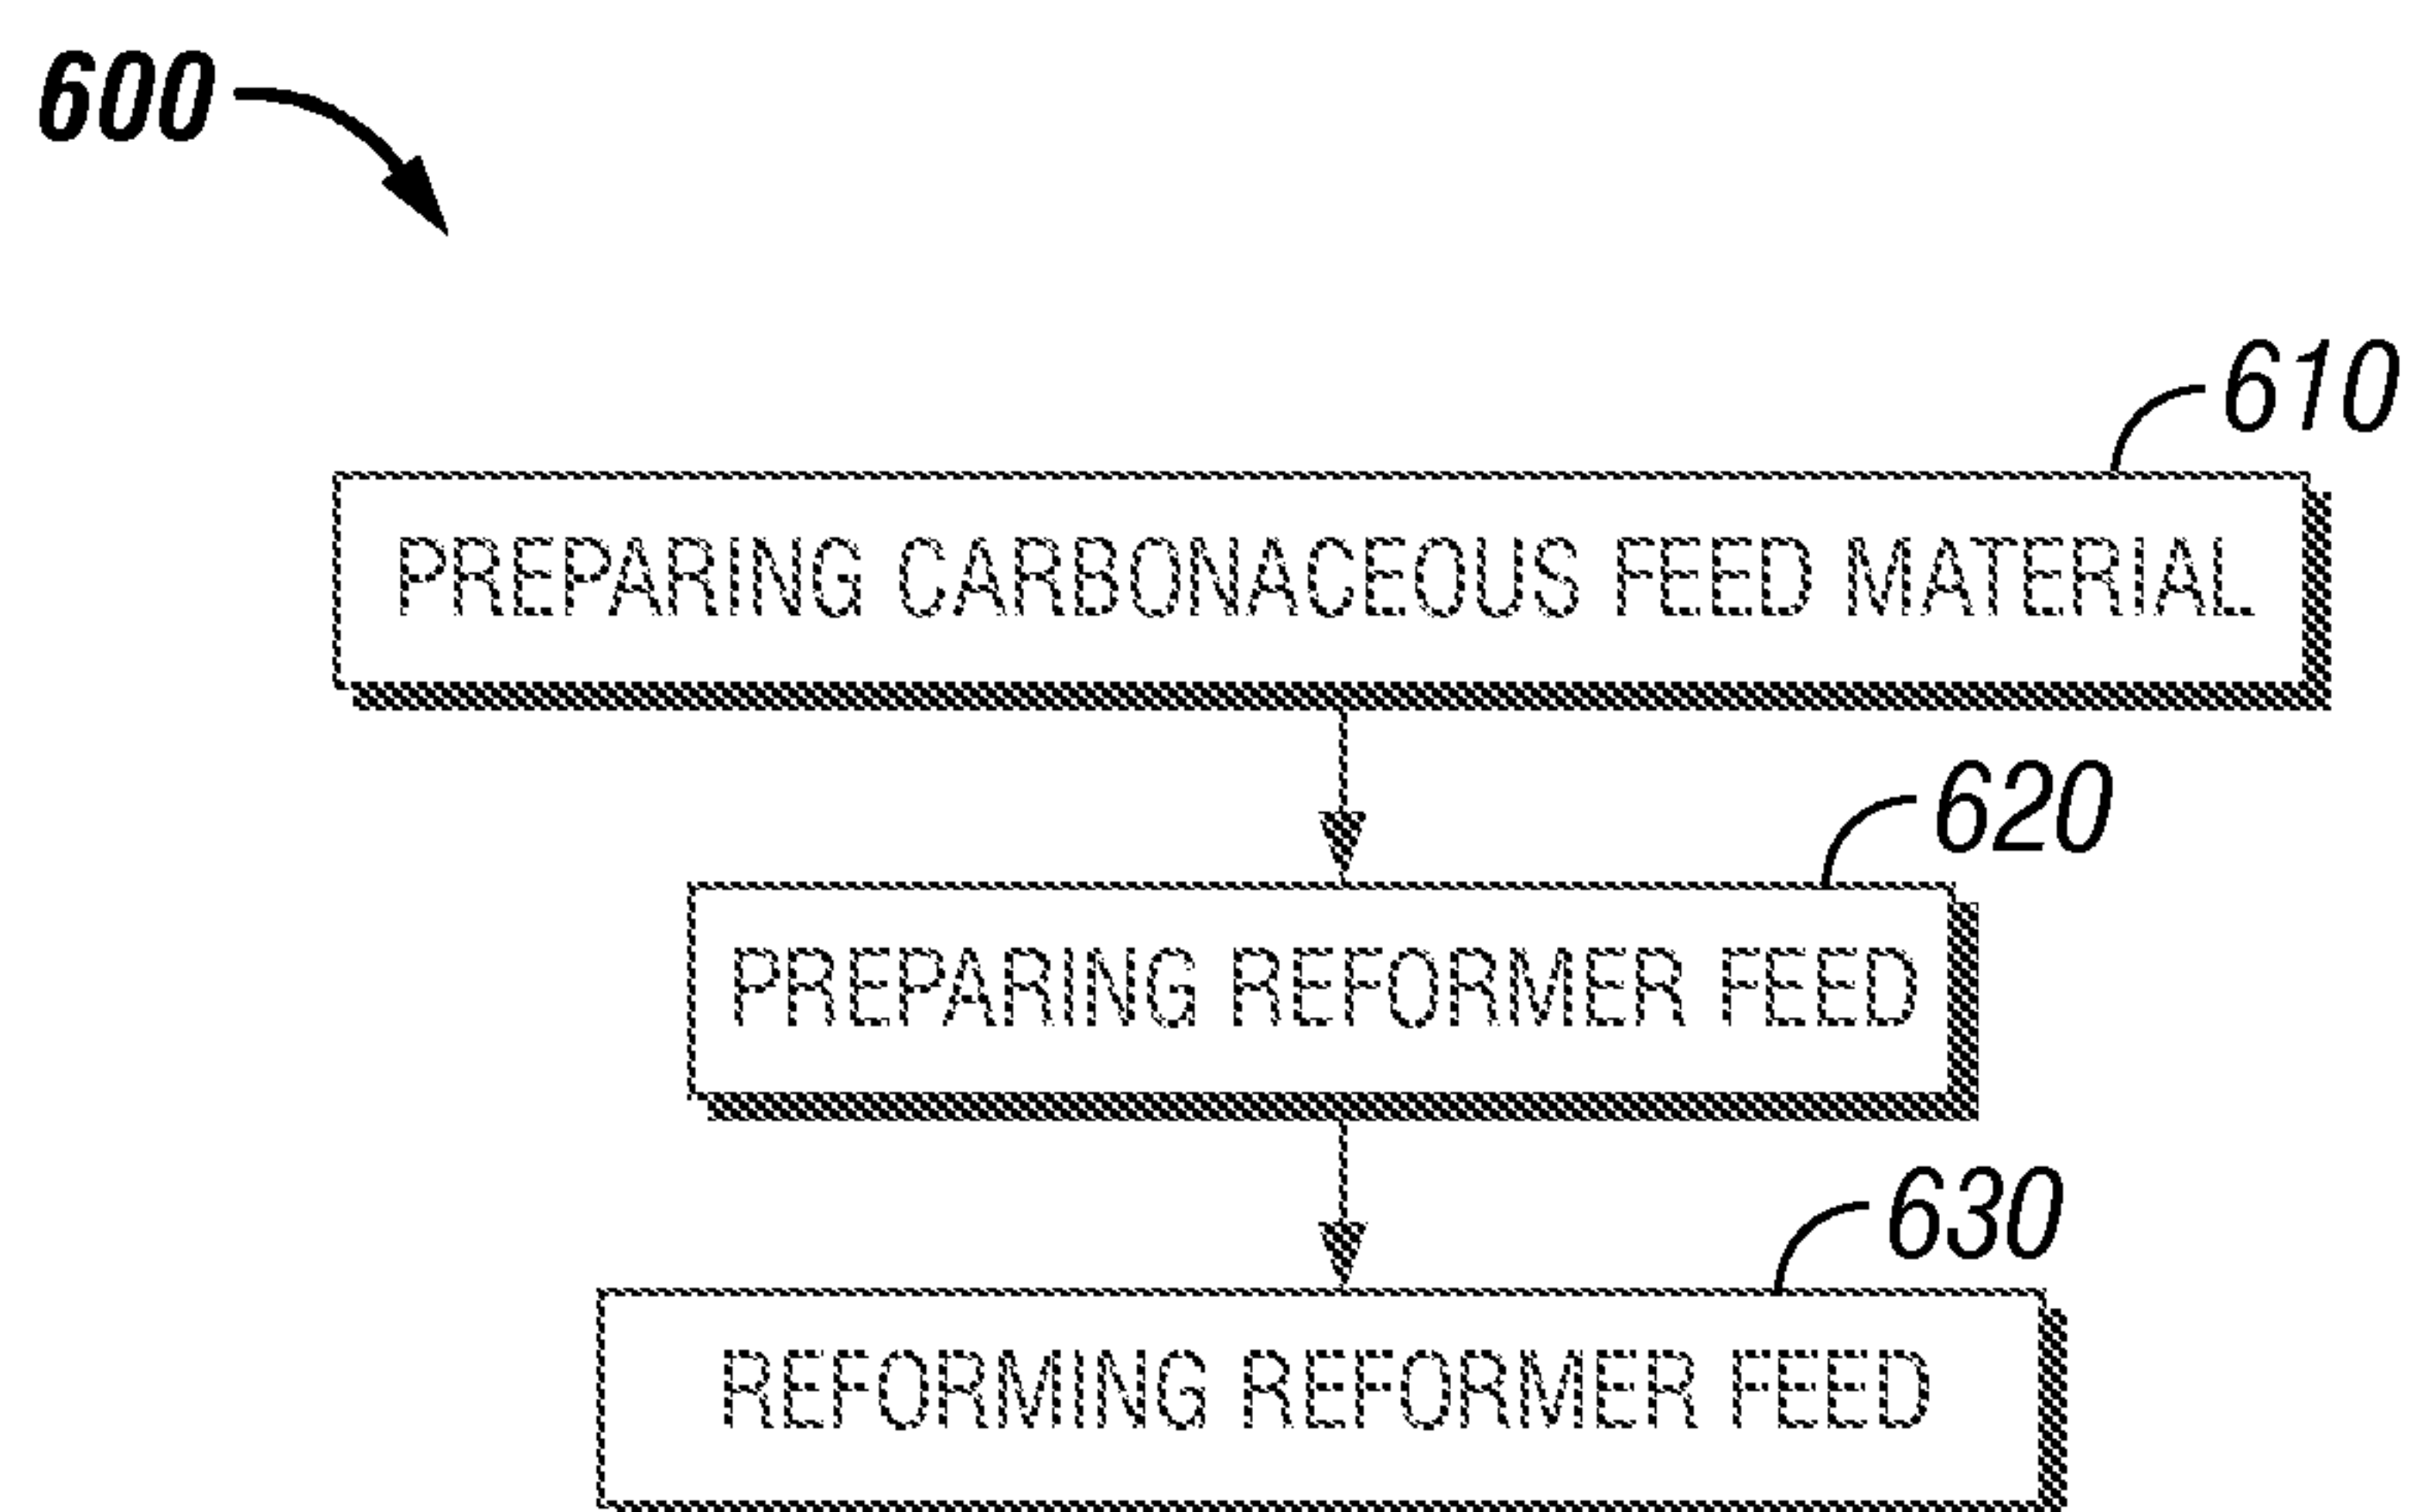 600
610
PREPARING CARBONACEOUS FEED MATERIAL
620
PREPARING REFORMER FEED
630
REFORMING REFORMER FEED